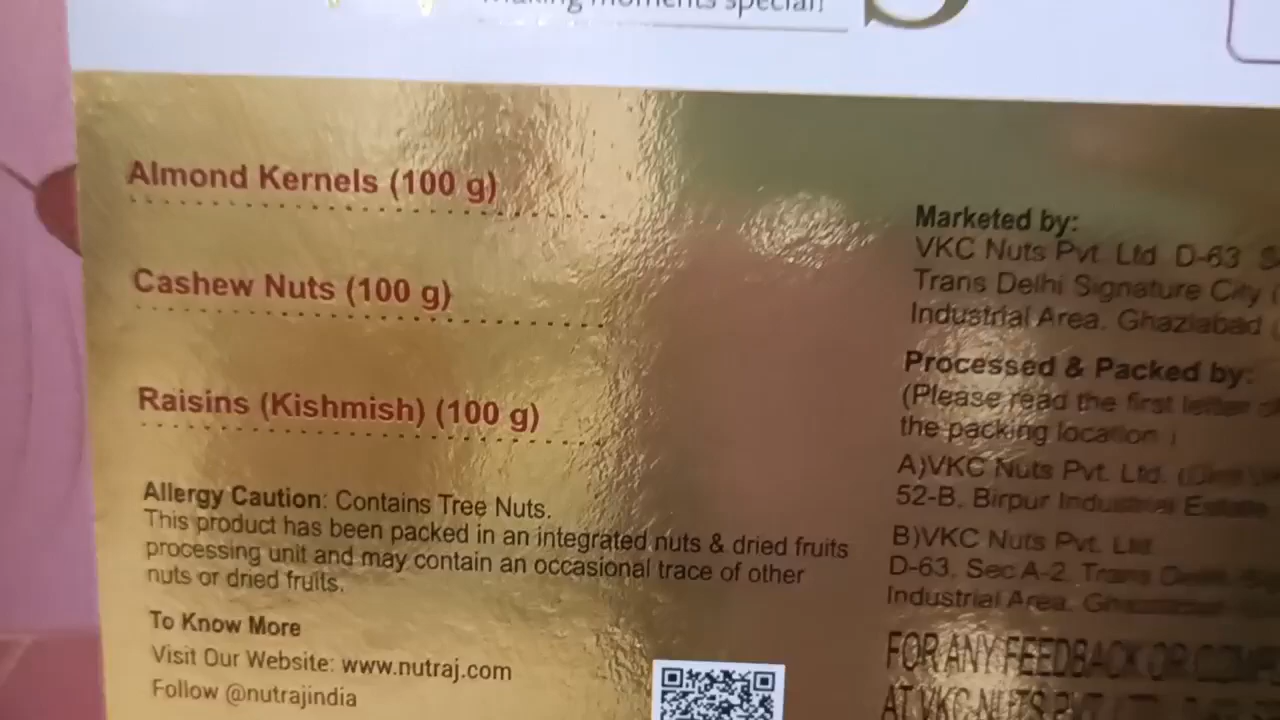 Making moments special!
S
Almond Kernels (100 g)
Cashew Nuts (100 g)
Raisins (Kishmish) (100 g)
Allergy Caution: Contains Tree Nuts.
This product has been packed in an integrated nuts & dried fruits
processing unit and may contain an occasional trace of other
nuts or dried fruits.
To Know More
Visit Our Website: www.nutraj.com
Follow @nutrajindia
Marketed by:
VKC Nuts Pvt. Ltd. D-63
Trans Delhi Signature City (
Industrial Area, Ghaziabad
Processed & Packed by:
(Please read the first letter
the packing location )
A)VKC Nuts Pvt. Ltd.
52-B, Birpur Industrial Estate
B)VKC Nuts Pvt. Ltd.
D-63, Sec A-2, Trans
Industrial Area,
FOR ANY FEEDBACK OR
AT VKC NUTS PVT